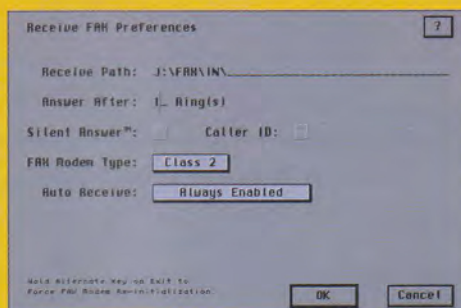 Receive FAX Preferences ?
Receive Path: J:\FAX\IN\
Answer After: 1_ Ring(s)
Silent Answer™: Caller ID:
FAX Modem Type: Class 2
Auto Receive: Always Enabled
Hold Alternate Key on Exit to
Force FAX Modem Re-initialization.
OK Cancel